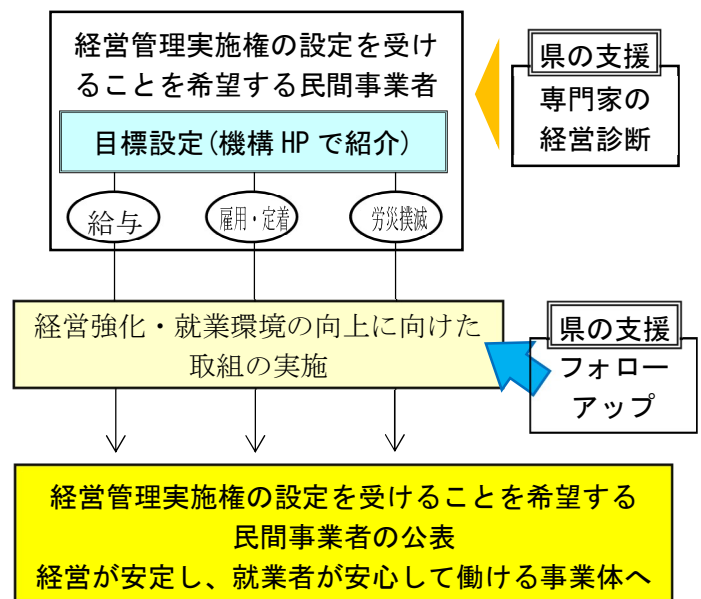 経営管理実施権の設定を受け
ることを希望する民間事業者
目標設定(機構 HP で紹介)
給与
雇用・定着
労災撲滅
県の支援
専門家の
経営診断
経営強化・就業環境の向上に向けた
取組の実施
県の支援
フォロー
アップ
経営管理実施権の設定を受けることを希望する
民間事業者の公表
経営が安定し、就業者が安心して働ける事業体へ